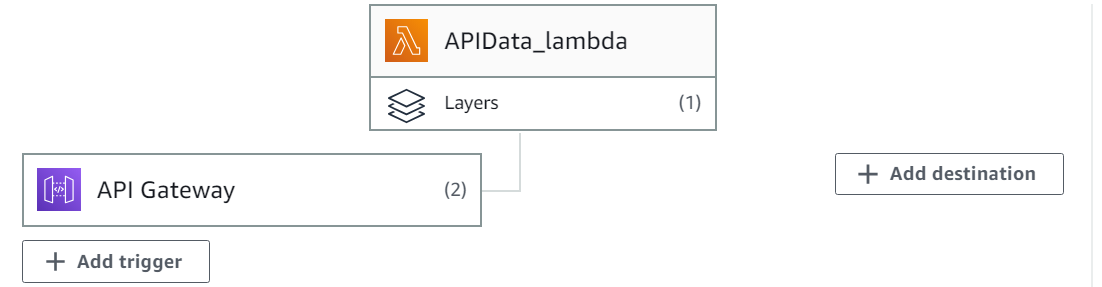 APIData_lambda
Layers (1)
API Gateway (2)
Add destination
Add trigger